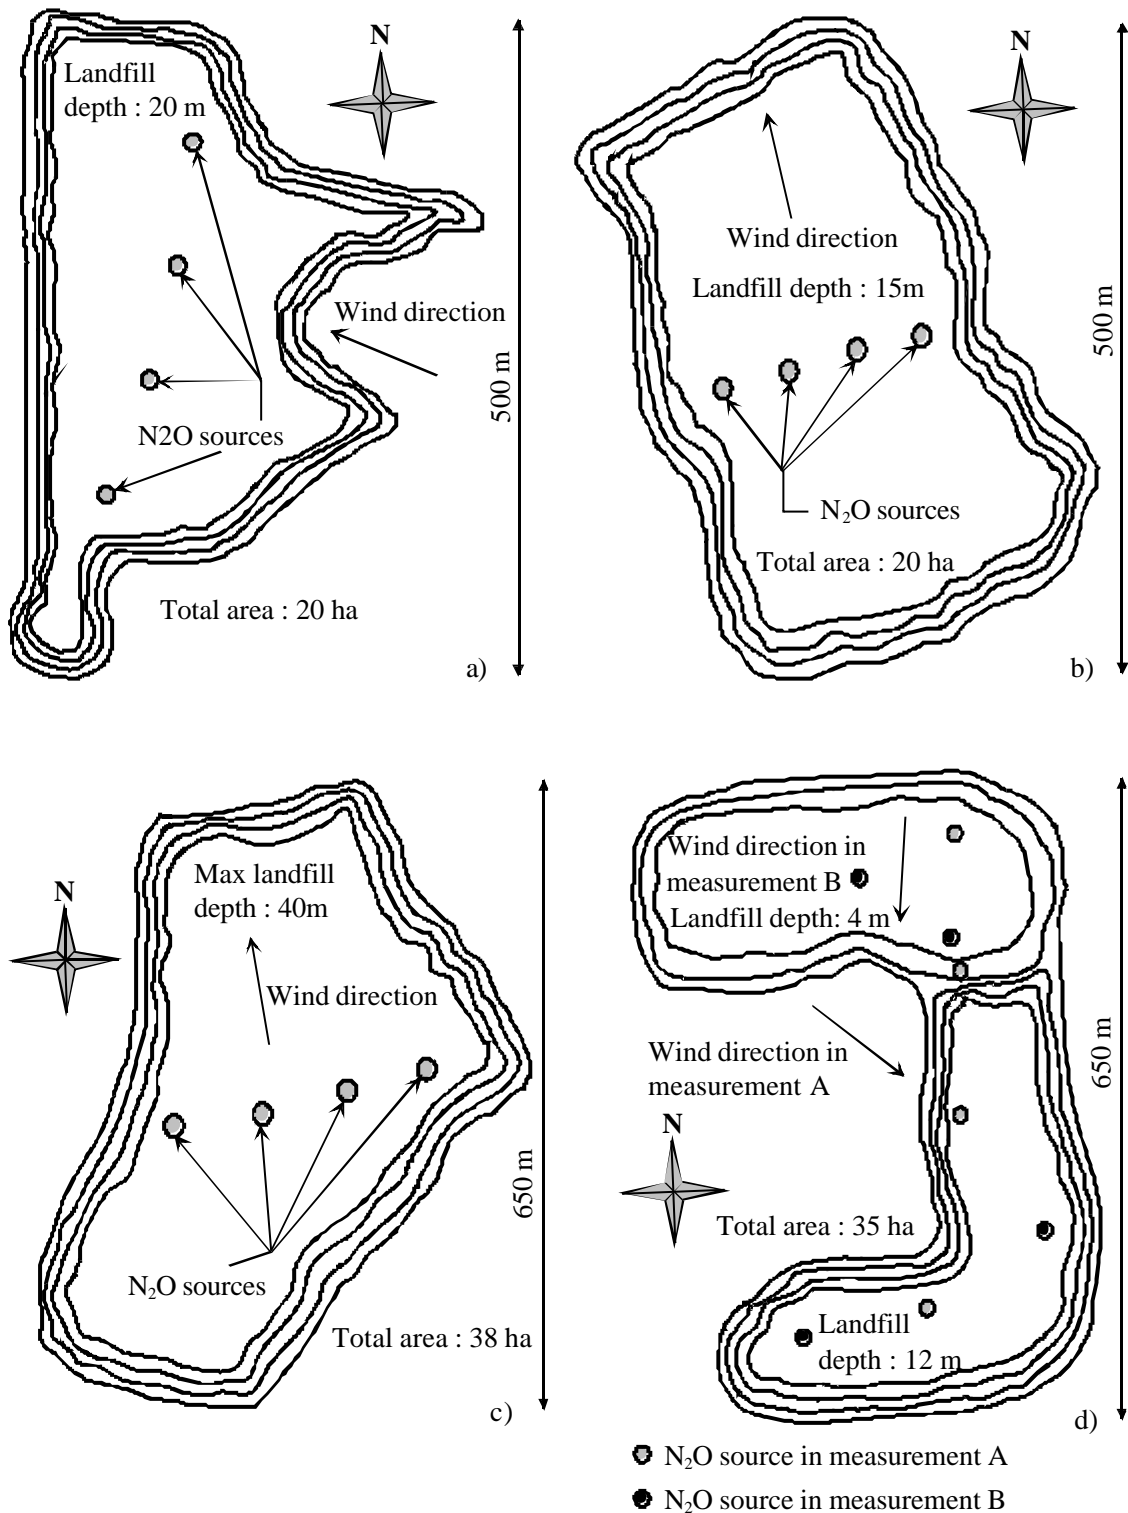 N
Landfill
depth : 20 m
Wind direction
N2O sources
Total area : 20 ha
500 m
a)
N
Wind direction
Landfill depth : 15m
N₂O sources
Total area : 20 ha
500 m
b)
N
Max landfill
depth : 40m
Wind direction
N₂O sources
Total area : 38 ha
650 m
c)
Wind direction in
measurement B
Landfill depth: 4 m
Wind direction in
measurement A
N
Total area : 35 ha
Landfill
depth : 12 m
650 m
d)
N₂O source in measurement A
N₂O source in measurement B